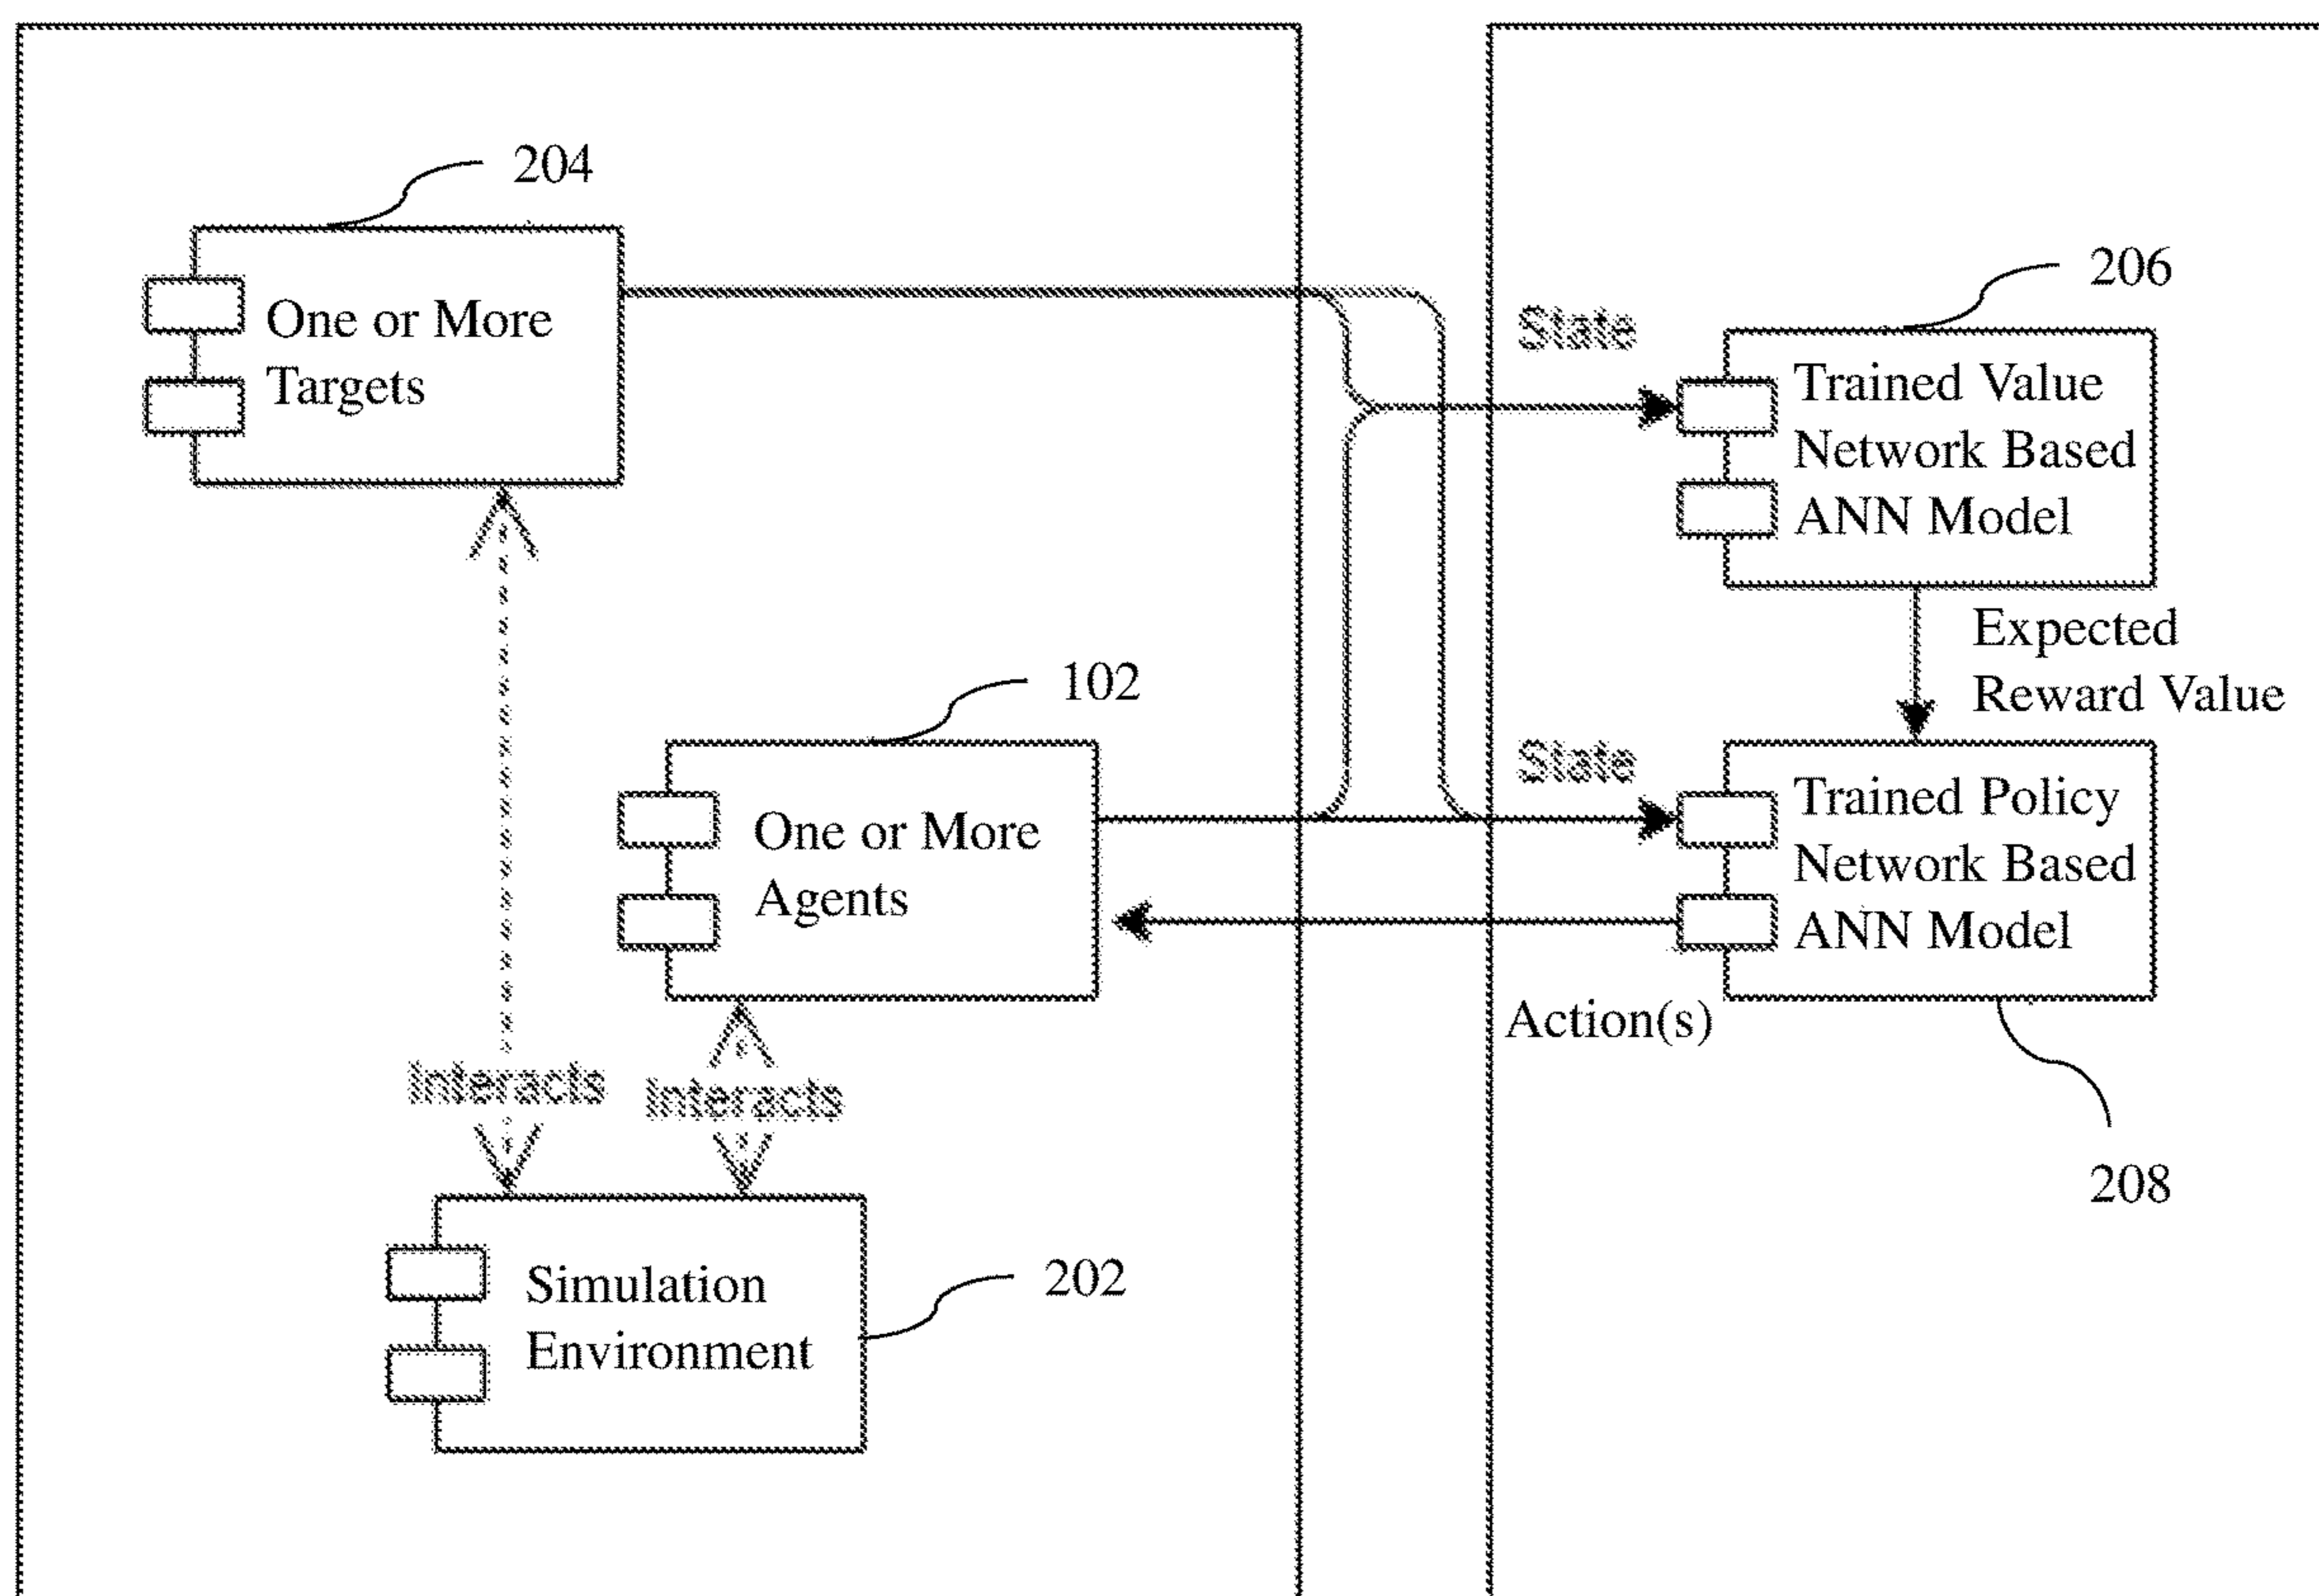 204
One or More
Targets
206
State
Trained Value
Network Based
ANN Model
Expected
Reward Value
102
One or More
Agents
State
Trained Policy
Network Based
ANN Model
Action(s)
208
Interacts
Interacts
Simulation
Environment
202